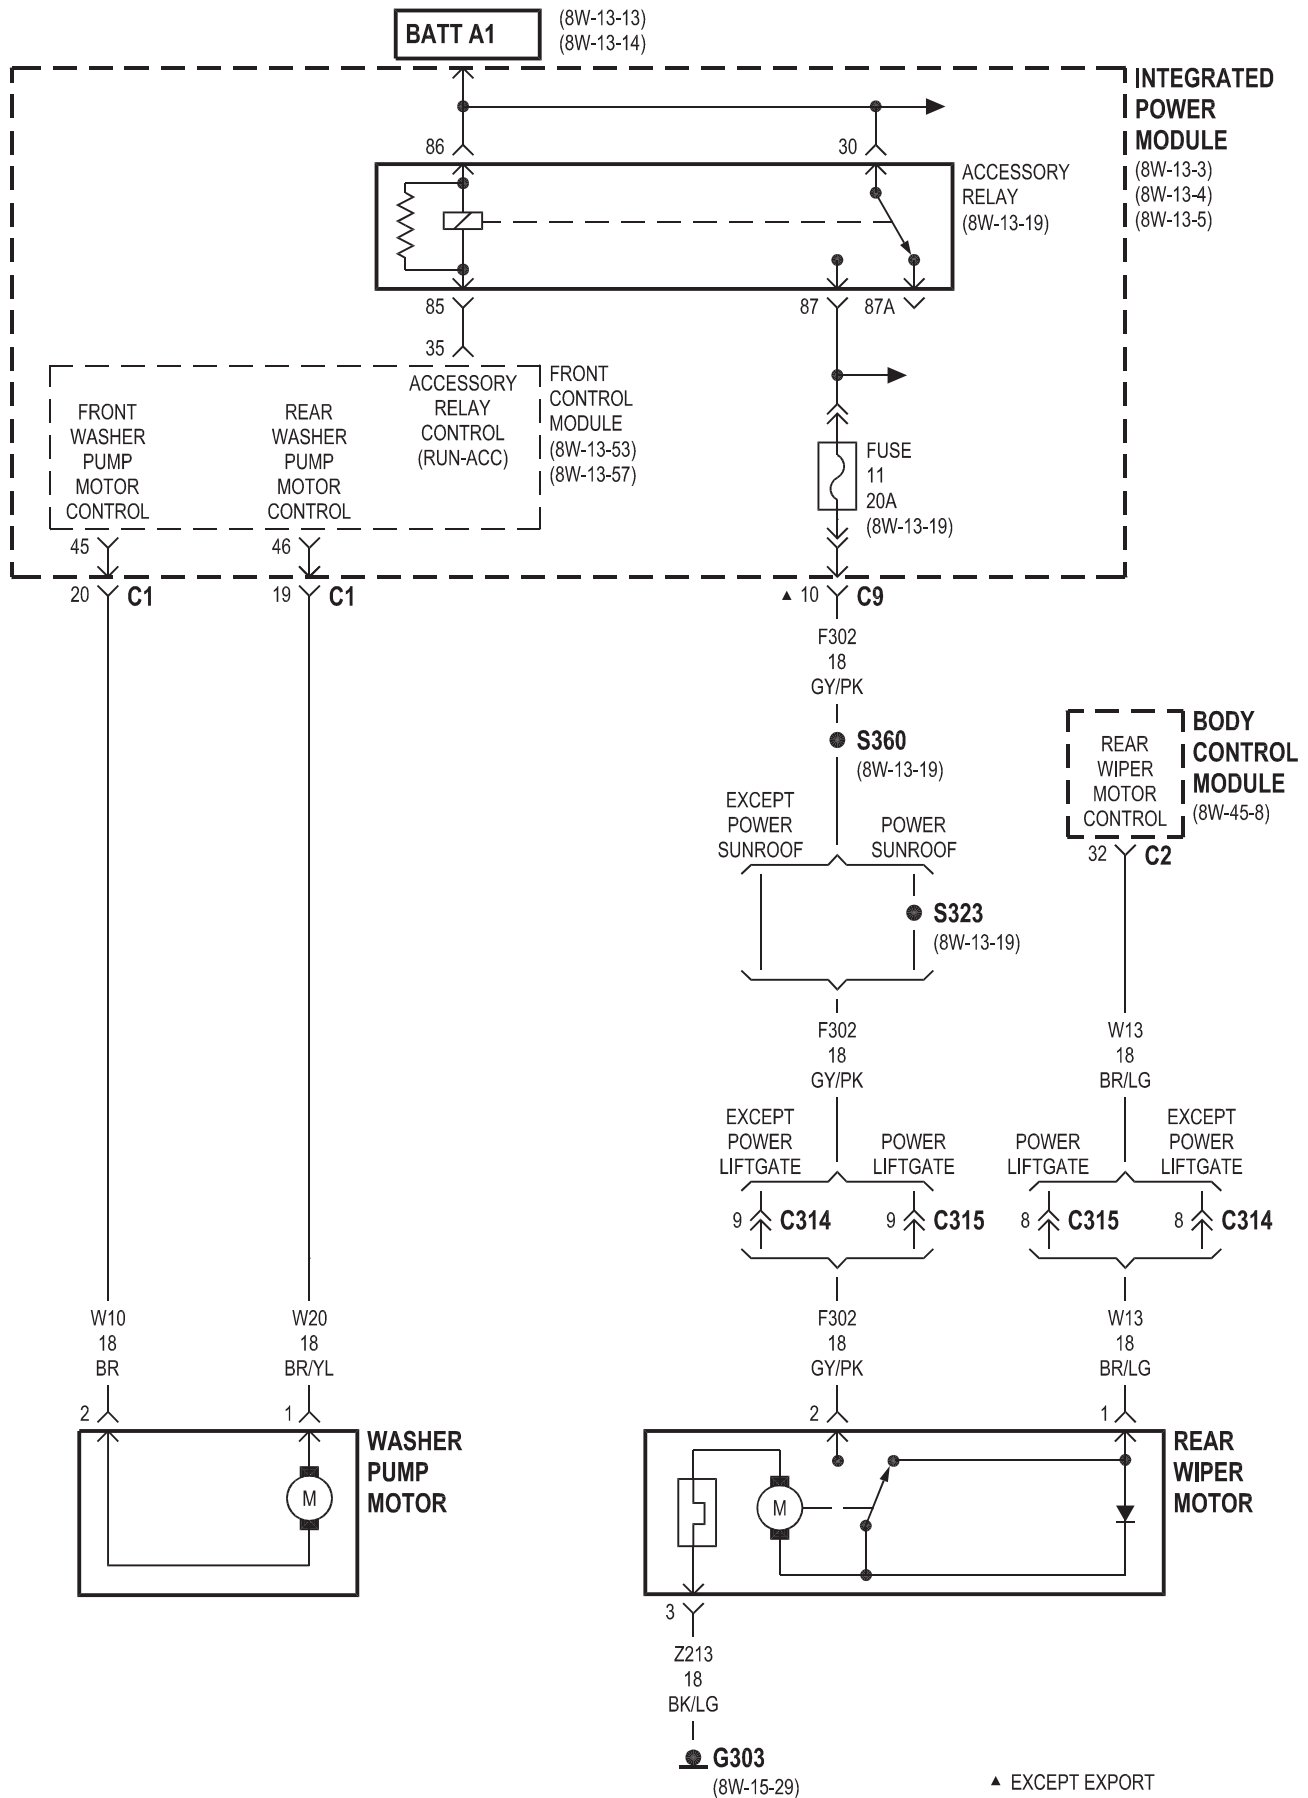 BATT A1
(8W-13-13)
(8W-13-14)
INTEGRATED
POWER
MODULE
(8W-13-3)
(8W-13-4)
(8W-13-5)
86
30
ACCESSORY
RELAY
(8W-13-19)
85
87
87A
35
FRONT
CONTROL
MODULE
(8W-13-53)
(8W-13-57)
ACCESSORY
RELAY
CONTROL
(RUN-ACC)
FRONT
WASHER
PUMP
MOTOR
CONTROL
REAR
WASHER
PUMP
MOTOR
CONTROL
FUSE
11
20A
(8W-13-19)
45
46
20 C1
19 C1
▲ 10 C9
F302
18
GY/PK
S360
(8W-13-19)
BODY
CONTROL
MODULE
(8W-45-8)
REAR
WIPER
MOTOR
CONTROL
32 C2
EXCEPT
POWER
SUNROOF
POWER
SUNROOF
S323
(8W-13-19)
F302
18
GY/PK
W13
18
BR/LG
EXCEPT
POWER
LIFTGATE
POWER
LIFTGATE
POWER
LIFTGATE
EXCEPT
POWER
LIFTGATE
9 C314
9 C315
8 C315
8 C314
W10
18
BR
W20
18
BR/YL
F302
18
GY/PK
W13
18
BR/LG
2
1
2
1
WASHER
PUMP
MOTOR
M
REAR
WIPER
MOTOR
M
3
Z213
18
BK/LG
G303
(8W-15-29)
▲ EXCEPT EXPORT